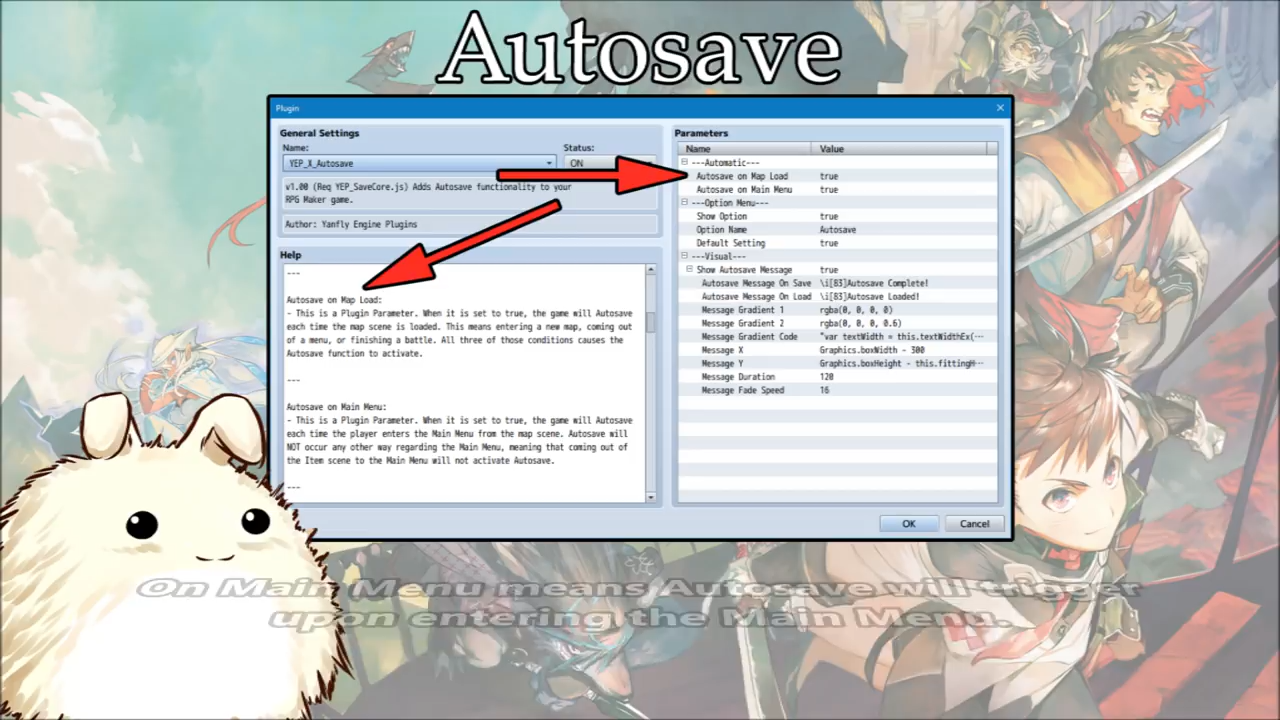 Autosave
Plugin
General Settings
Name:
Status:
YEP_X_Autosave
ON
v1.00 (Req YEP_SaveCore.js) Adds Autosave functionality to your
RPG Maker game.
Author: Yanfly Engine Plugins
Help
---
Autosave on Map Load:
- This is a Plugin Parameter. When it is set to true, the game will Autosave
each time the map scene is loaded. This means entering a new map, coming out
of a menu, or finishing a battle. All three of those conditions causes the
Autosave function to activate.
---
Autosave on Main Menu:
- This is a Plugin Parameter. When it is set to true, the game will Autosave
each time the player enters the Main Menu from the map scene. Autosave will
NOT occur any other way regarding the Main Menu, meaning that coming out of
the Item scene to the Main Menu will not activate Autosave.
---
Parameters
Name Value
---Automatic---
Autosave on Map Load true
Autosave on Main Menu true
---Option Menu---
Show Option true
Option Name Autosave
Default Setting true
---Visual---
Show Autosave Message true
Autosave Message On Save \i[83]Autosave Complete!
Autosave Message On Load \i[83]Autosave Loaded!
Message Gradient 1 rgba(0, 0, 0, 0)
Message Gradient 2 rgba(0, 0, 0, 0.6)
Message Gradient Code "var textWidth = this.textWidthEx(…
Message X Graphics.boxWidth - 300
Message Y Graphics.boxHeight - this.fittingH…
Message Duration 120
Message Fade Speed 16
OK
Cancel
On Main Menu means Autosave will trigger
upon entering the Main Menu.